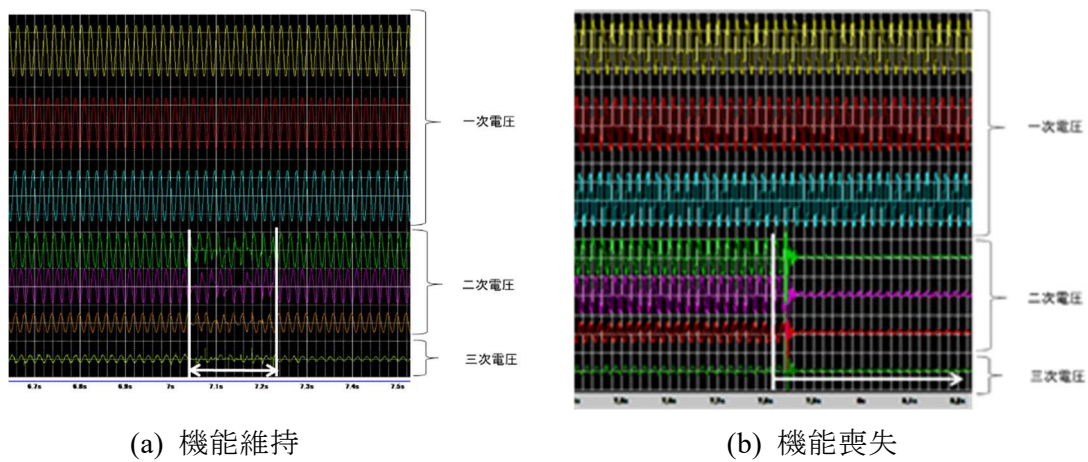 一次電圧
二次電圧
三次電圧
6.7s 6.8s 6.9s 7s 7.1s 7.2s 7.3s 7.4s 7.5s
(a) 機能維持
一次電圧
二次電圧
三次電圧
(b) 機能喪失